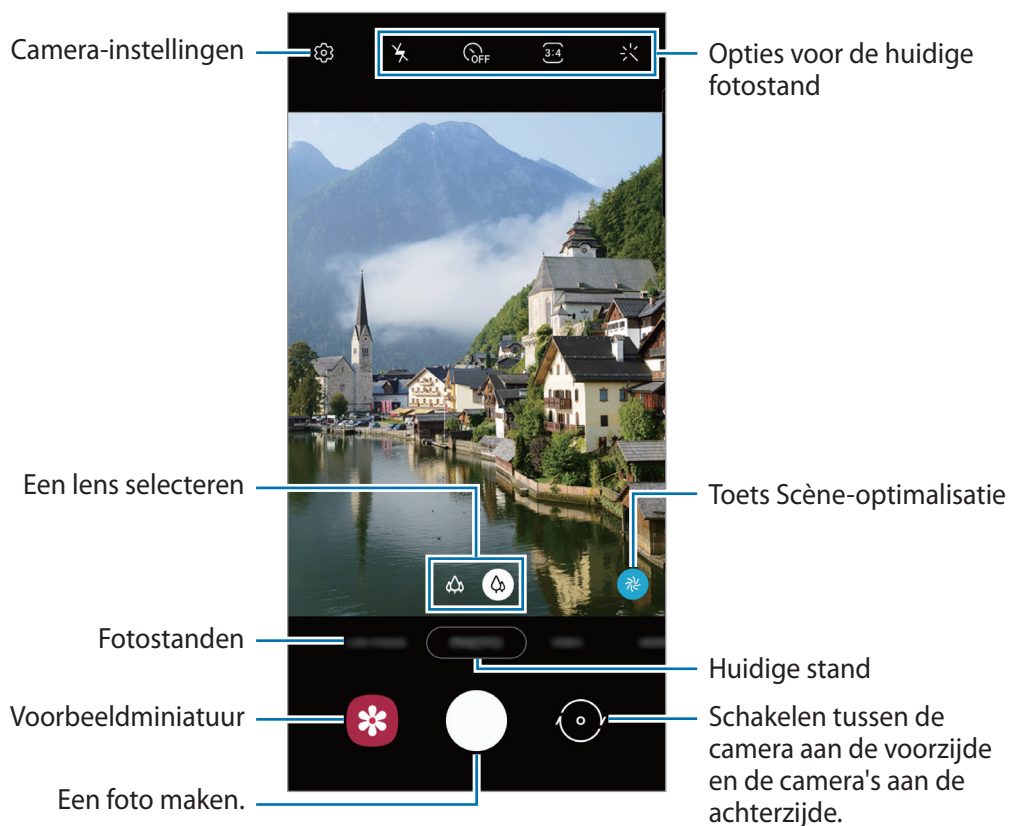 Camera-instellingen
OFF
3:4
Opties voor de huidige
fotostand
Een lens selecteren
Toets Scène-optimalisatie
Fotostanden
Huidige stand
Voorbeeldminiatuur
Schakelen tussen de
camera aan de voorzijde
en de camera's aan de
achterzijde.
Een foto maken.